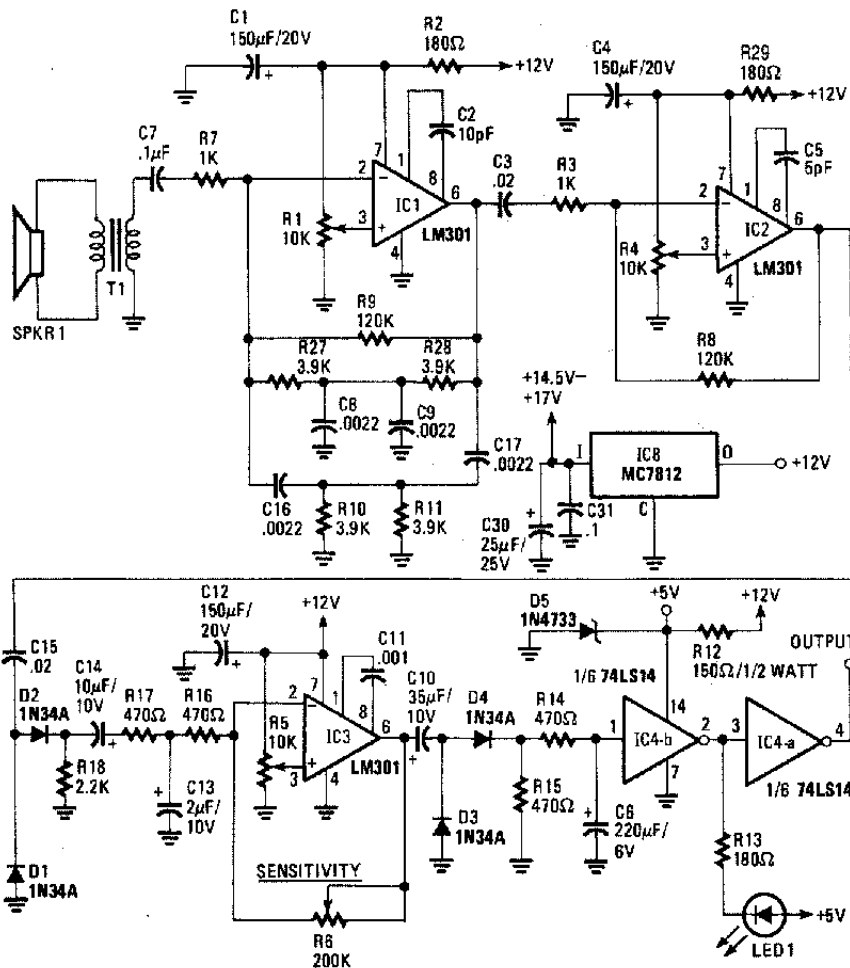 C1
150µF/20V
R2
180Ω
+12V
C4
150µF/20V
R29
180Ω
+12V
C7
.1µF
R7
1K
C2
10pF
7
1
8
2
−
6
3
+
4
IC1
LM301
R1
10K
C3
.02
R3
1K
C5
5pF
7
1
8
2
−
6
3
+
4
IC2
LM301
R4
10K
T1
SPKR1
R9
120K
R27
3.9K
R28
3.9K
R8
120K
C8
.0022
C9
.0022
C17
.0022
C16
.0022
R10
3.9K
R11
3.9K
+14.5V–
+17V
I
IC8
MC7812
O
C
+12V
C30
25µF/
25V
+
C31
.1
C15
.02
D2
1N34A
C14
10µF/
10V
+
R17
470Ω
R16
470Ω
C12
150µF/
20V
+
+12V
C11
.001
C10
35µF/
10V
+
D4
1N34A
R14
470Ω
D5
1N4733
+5V
+12V
R12
150Ω/1/2 WATT
OUTPUT
1/6 74LS14
R18
2.2K
C13
2µF/
10V
+
R5
10K
7
1
8
2
−
6
3
+
4
IC3
LM301
D3
1N34A
R15
470Ω
C6
220µF/
6V
+
1
IC4-b
14
2
7
3
IC4-a
4
1/6 74LS14
D1
1N34A
SENSITIVITY
R6
200K
R13
180Ω
+5V
LED1